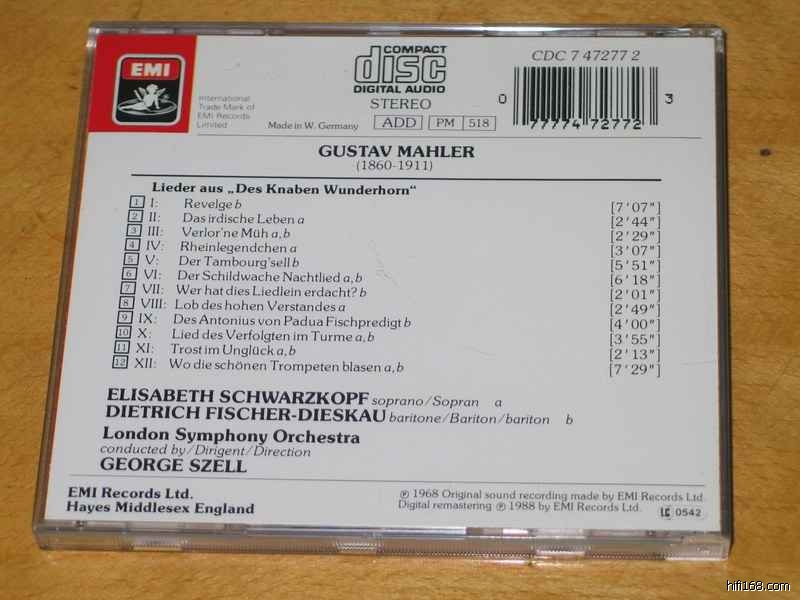 EMI
International
Trade Mark of
EMI Records
Limited
COMPACT
disc
DIGITAL AUDIO
STEREO
Made in W. Germany
ADD
PM 518
CDC 7 47277 2
0 77774 72772 3
GUSTAV MAHLER
(1860-1911)
Lieder aus „Des Knaben Wunderhorn“
1 I: Revelge b [7'07"]
2 II: Das irdische Leben a [2'44"]
3 III: Verlor'ne Müh a, b [2'29"]
4 IV: Rheinlegendchen a [3'07"]
5 V: Der Tambourg'sell b [5'51"]
6 VI: Der Schildwache Nachtlied a, b [6'18"]
7 VII: Wer hat dies Liedlein erdacht? b [2'01"]
8 VIII: Lob des hohen Verstandes a [2'49"]
9 IX: Des Antonius von Padua Fischpredigt b [4'00"]
10 X: Lied des Verfolgten im Turme a, b [3'55"]
11 XI: Trost im Unglück a, b [2'13"]
12 XII: Wo die schönen Trompeten blasen a, b [7'29"]
ELISABETH SCHWARZKOPF soprano/Sopran a
DIETRICH FISCHER-DIESKAU baritone/Bariton/bariton b
London Symphony Orchestra
conducted by/Dirigent/Direction
GEORGE SZELL
EMI Records Ltd.
Hayes Middlesex England
℗ 1968 Original sound recording made by EMI Records Ltd.
Digital remastering ℗ 1988 by EMI Records Ltd.
LC 0542
hifi168.com